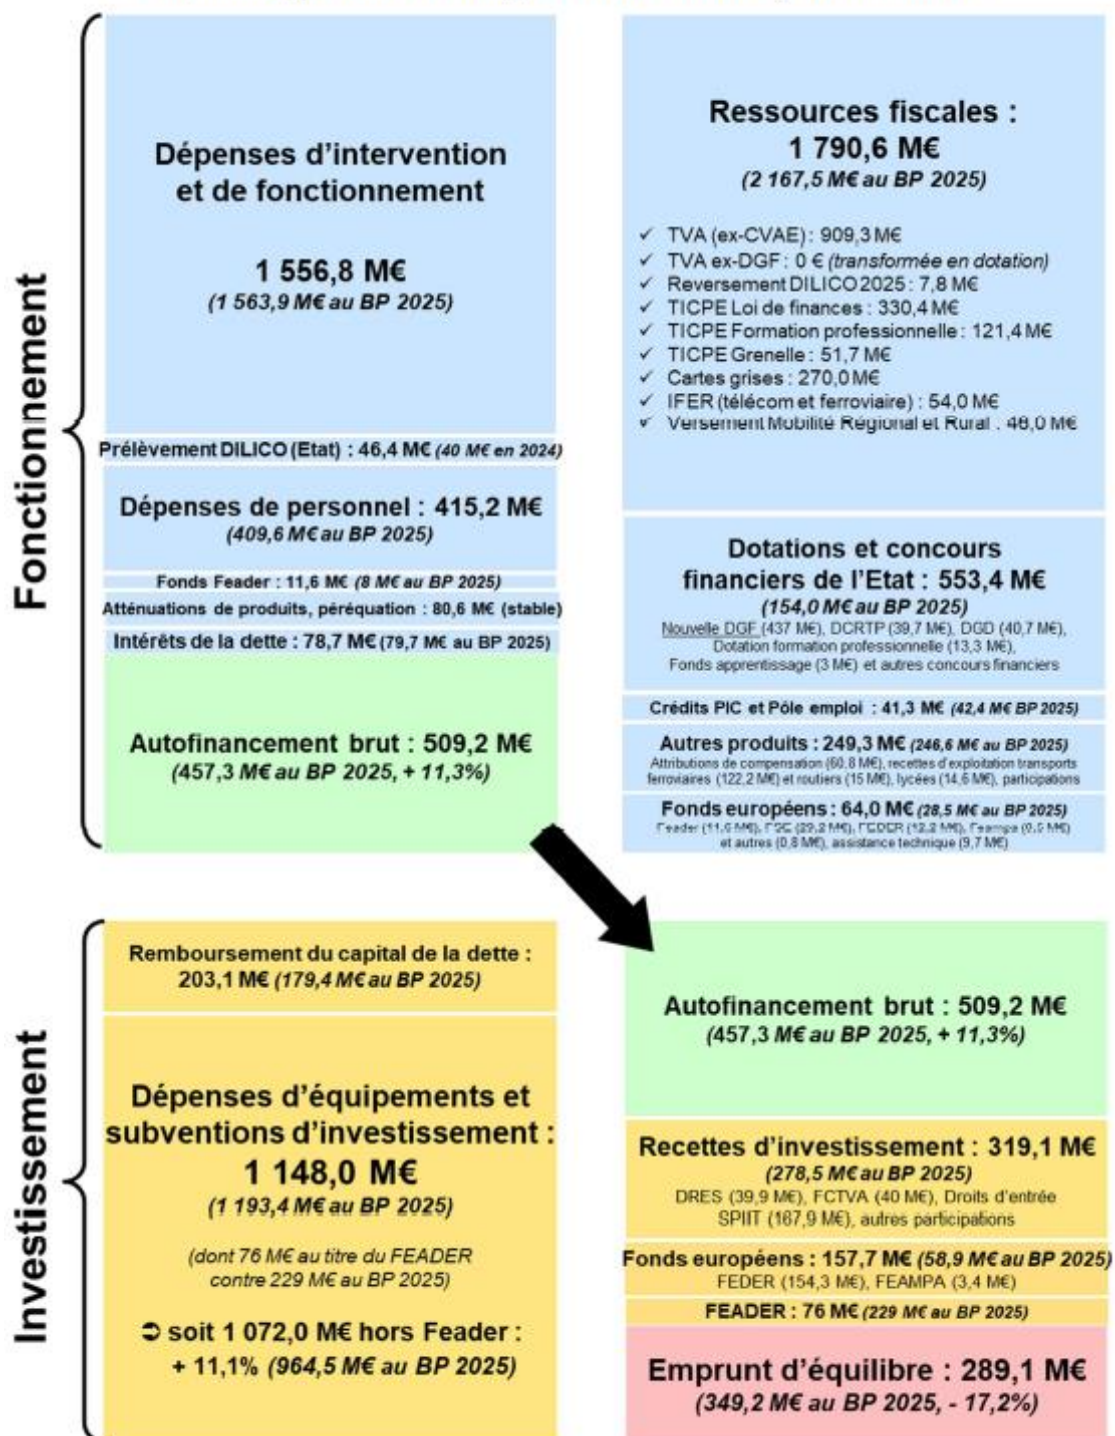 Fonctionnement
Dépenses d’intervention
et de fonctionnement
1 556,8 M€
(1 563,9 M€ au BP 2025)
Prélèvement DILICO (Etat) : 46,4 M€ (40 M€ en 2024)
Dépenses de personnel : 415,2 M€
(409,6 M€ au BP 2025)
Fonds Feader : 11,6 M€ (8 M€ au BP 2025)
Atténuations de produits, péréquation : 80,6 M€ (stable)
Intérêts de la dette : 78,7 M€ (79,7 M€ au BP 2025)
Autofinancement brut : 509,2 M€
(457,3 M€ au BP 2025, + 11,3%)
Ressources fiscales :
1 790,6 M€
(2 167,5 M€ au BP 2025)
✓ TVA (ex-CVAE) : 909,3 M€
✓ TVA ex-DGF : 0 € (transformée en dotation)
✓ Reversement DILICO 2025 : 7,8 M€
✓ TICPE Loi de finances : 330,4 M€
✓ TICPE Formation professionnelle : 121,4 M€
✓ TICPE Grenelle : 51,7 M€
✓ Cartes grises : 270,0 M€
✓ IFER (télécom et ferroviaire) : 54,0 M€
✓ Versement Mobilité Régional et Rural : 46,0 M€
Dotations et concours
financiers de l’Etat : 553,4 M€
(154,0 M€ au BP 2025)
Nouvelle DGF (437 M€), DCRTP (39,7 M€), DGD (40,7 M€),
Dotation formation professionnelle (13,3 M€),
Fonds apprentissage (3 M€) et autres concours financiers
Crédits PIC et Pôle emploi : 41,3 M€ (42,4 M€ BP 2025)
Autres produits : 249,3 M€ (246,6 M€ au BP 2025)
Attributions de compensation (60,8 M€), recettes d’exploitation transports
ferroviaires (122,2 M€) et routiers (15 M€), lycées (14,6 M€), participations
Fonds européens : 64,0 M€ (28,5 M€ au BP 2025)
Feader (11,6 M€), FSE (29,2 M€), FEDER (12,2 M€), Feampa (0,5 M€)
et autres (0,8 M€), assistance technique (9,7 M€)
Investissement
Remboursement du capital de la dette :
203,1 M€ (179,4 M€ au BP 2025)
Dépenses d’équipements et
subventions d’investissement :
1 148,0 M€
(1 193,4 M€ au BP 2025)
(dont 76 M€ au titre du FEADER
contre 229 M€ au BP 2025)
➲ soit 1 072,0 M€ hors Feader :
+ 11,1% (964,5 M€ au BP 2025)
Autofinancement brut : 509,2 M€
(457,3 M€ au BP 2025, + 11,3%)
Recettes d’investissement : 319,1 M€
(278,5 M€ au BP 2025)
DRES (39,9 M€), FCTVA (40 M€), Droits d’entrée
SPIIT (167,9 M€), autres participations
Fonds européens : 157,7 M€ (58,9 M€ au BP 2025)
FEDER (154,3 M€), FEAMPA (3,4 M€)
FEADER : 76 M€ (229 M€ au BP 2025)
Emprunt d’équilibre : 289,1 M€
(349,2 M€ au BP 2025, - 17,2%)